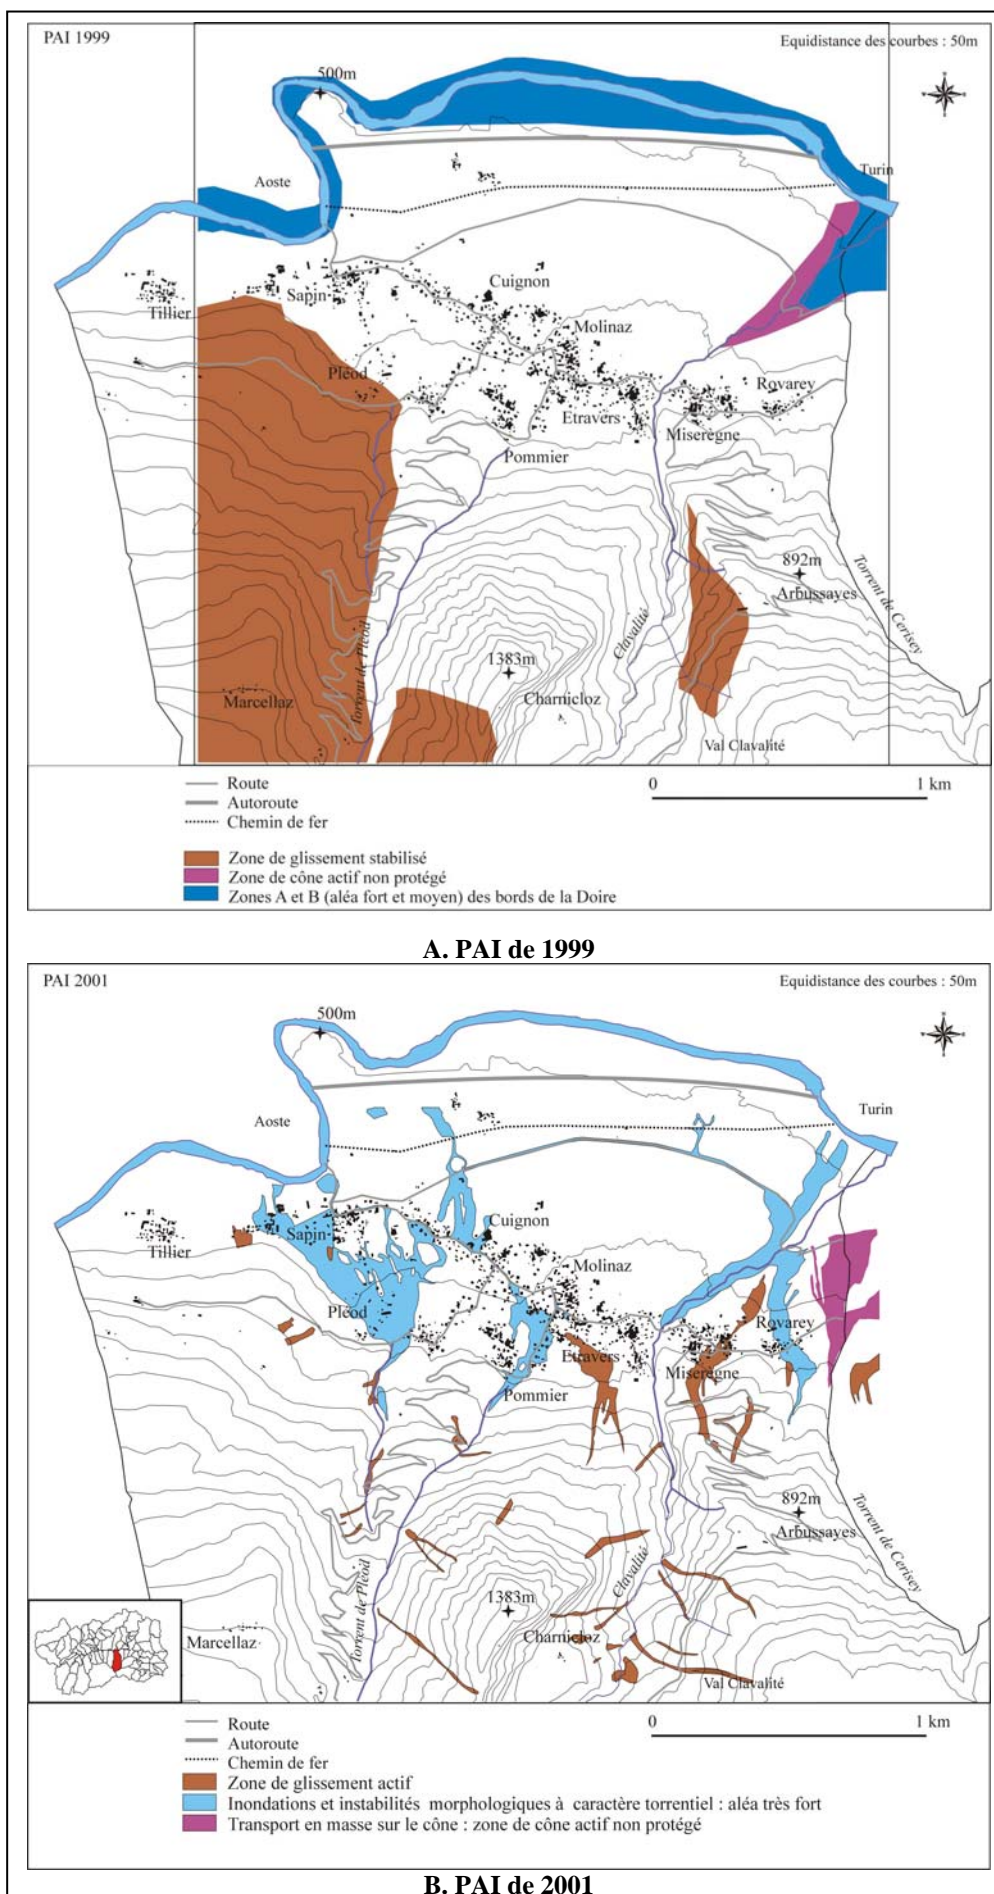 PAI 1999
Equidistance des courbes : 50m
500m
Aoste
Turin
Tillier
Sapin
Cuignon
Molinaz
Pléod
Etravers
Rovarey
Miserègne
Pommier
892m
Arbussayes
Torrent de Cerisey
Clavalité
Torrent de Pléod
1383m
Marcellaz
Charnicloz
Val Clavalité
Route
Autoroute
Chemin de fer
0 1 km
Zone de glissement stabilisé
Zone de cône actif non protégé
Zones A et B (aléa fort et moyen) des bords de la Doire
A. PAI de 1999
PAI 2001
Equidistance des courbes : 50m
500m
Aoste
Turin
Tillier
Sapin
Cuignon
Molinaz
Pléod
Etravers
Rovarey
Miserègne
Pommier
892m
Arbussayes
Torrent de Cerisey
Clavalité
Torrent de Pléod
1383m
Marcellaz
Charnicloz
Val Clavalité
Route
Autoroute
Chemin de fer
0 1 km
Zone de glissement actif
Inondations et instabilités morphologiques à caractère torrentiel : aléa très fort
Transport en masse sur le cône : zone de cône actif non protégé
B. PAI de 2001